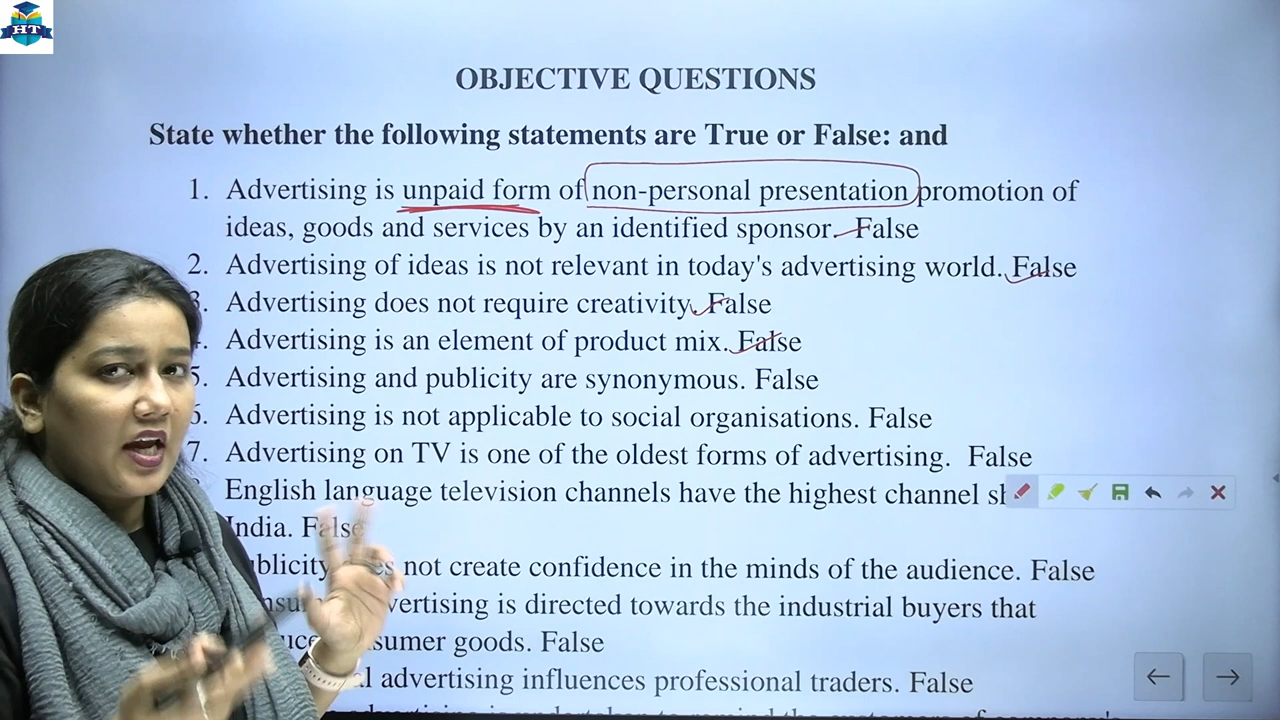 HT
OBJECTIVE QUESTIONS
State whether the following statements are True or False: and
1. Advertising is unpaid form of non-personal presentation promotion of
ideas, goods and services by an identified sponsor. False
2. Advertising of ideas is not relevant in today's advertising world. False
3. Advertising does not require creativity. False
4. Advertising is an element of product mix. False
5. Advertising and publicity are synonymous. False
6. Advertising is not applicable to social organisations. False
7. Advertising on TV is one of the oldest forms of advertising. False
English language television channels have the highest channel
India. False
not create confidence in the minds of the audience. False
is directed towards the industrial buyers that
goods. False
advertising influences professional traders. False